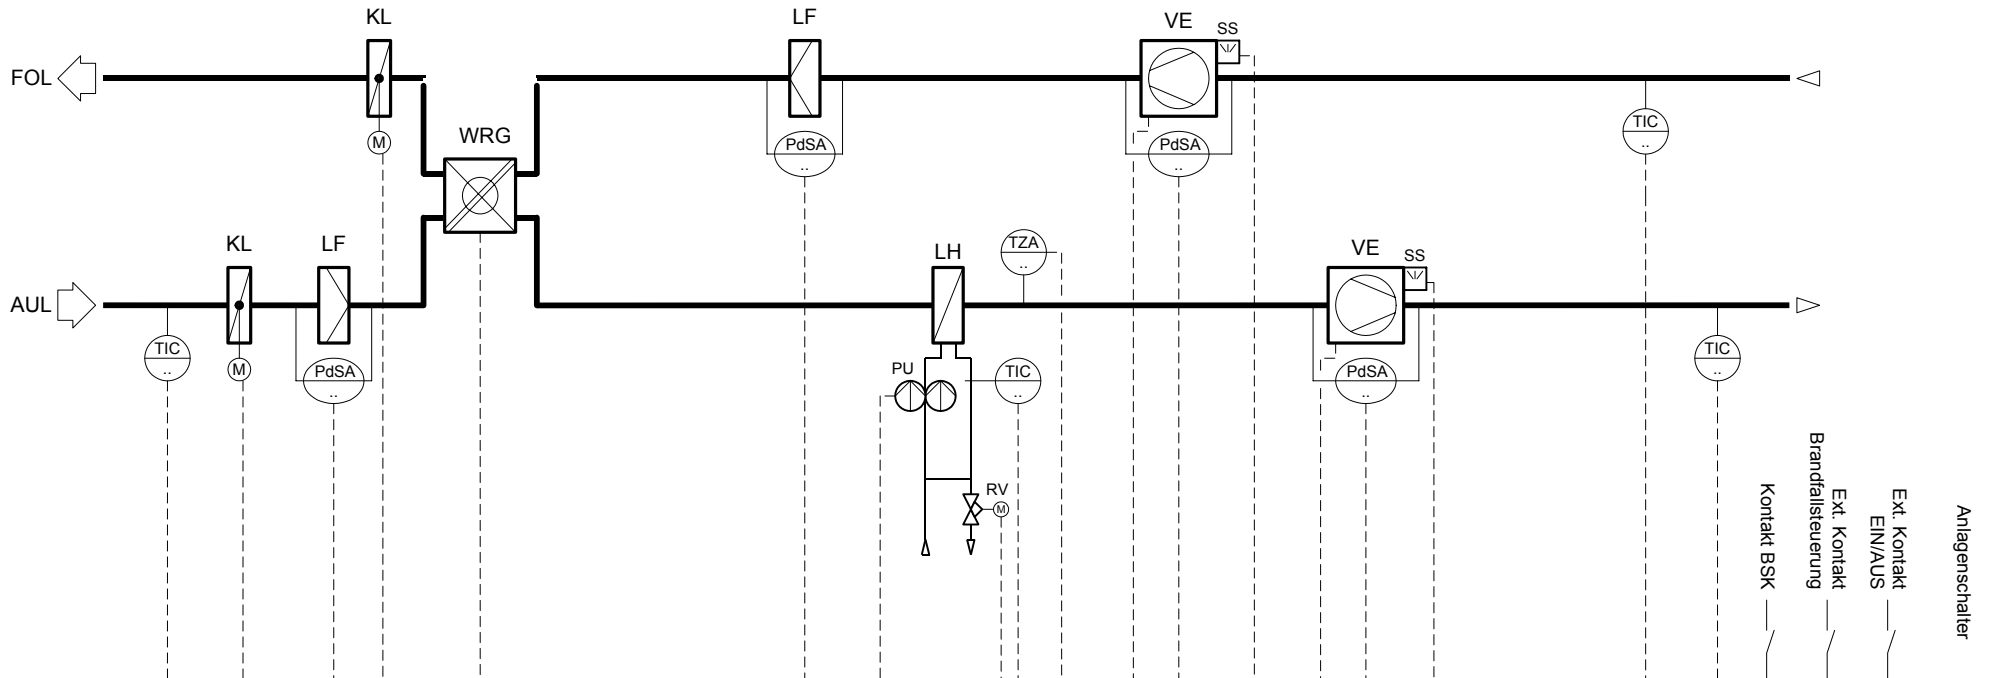 KL
LF
VE
SS
FOL
M
WRG
PdSA
..
PdSA
..
TIC
..
KL
LF
LH
TZA
..
VE
SS
AUL
TIC
..
M
PdSA
..
PU
TIC
..
PdSA
..
TIC
..
RV
M
Kontakt BSK
Ext. Kontakt
Brandfallsteuerung
Ext. Kontakt
EIN/AUS
Anlagenschalter